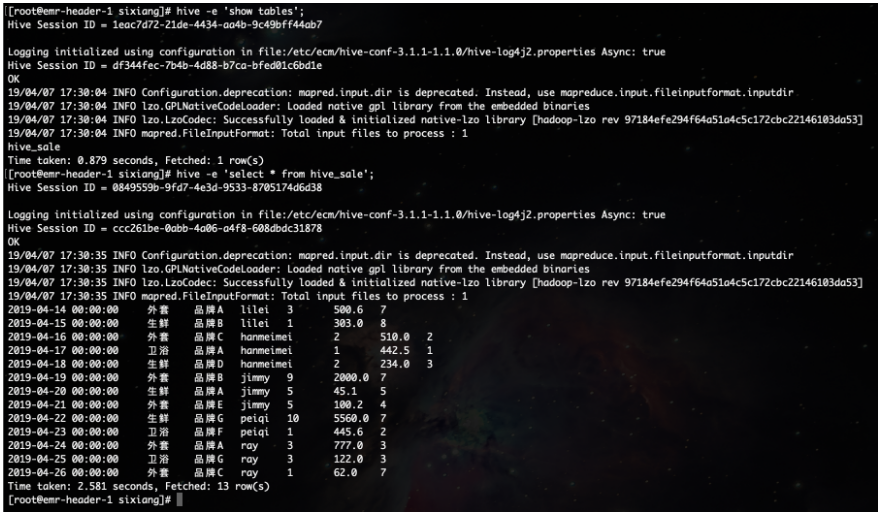 [[root@emr-header-1 sixiang]# hive -e 'show tables';
Hive Session ID = 1eac7d72-21de-4434-aa4b-9c49bff44ab7
Logging initialized using configuration in file:/etc/ecm/hive-conf-3.1.1-1.1.0/hive-log4j2.properties Async: true
Hive Session ID = df344fec-7b4b-4d88-b7ca-bfed01c6bd1e
OK
19/04/07 17:30:04 INFO Configuration.deprecation: mapred.input.dir is deprecated. Instead, use mapreduce.input.fileinputformat.inputdir
19/04/07 17:30:04 INFO lzo.GPLNativeCodeLoader: Loaded native gpl library from the embedded binaries
19/04/07 17:30:04 INFO lzo.LzoCodec: Successfully loaded & initialized native-lzo library [hadoop-lzo rev 97184efe294f64a51a4c5c172cbc22146103da53]
19/04/07 17:30:04 INFO mapred.FileInputFormat: Total input files to process : 1
hive_sale
Time taken: 0.879 seconds, Fetched: 1 row(s)
[[root@emr-header-1 sixiang]# hive -e 'select * from hive_sale';
Hive Session ID = 0849559b-9fd7-4e3d-9533-8705174d6d38
Logging initialized using configuration in file:/etc/ecm/hive-conf-3.1.1-1.1.0/hive-log4j2.properties Async: true
Hive Session ID = ccc261be-0abb-4a06-a4f8-608dbdc31878
OK
19/04/07 17:30:35 INFO Configuration.deprecation: mapred.input.dir is deprecated. Instead, use mapreduce.input.fileinputformat.inputdir
19/04/07 17:30:35 INFO lzo.GPLNativeCodeLoader: Loaded native gpl library from the embedded binaries
19/04/07 17:30:35 INFO lzo.LzoCodec: Successfully loaded & initialized native-lzo library [hadoop-lzo rev 97184efe294f64a51a4c5c172cbc22146103da53]
19/04/07 17:30:35 INFO mapred.FileInputFormat: Total input files to process : 1
2019-04-14 00:00:00 外套 品牌A lilei 3 500.6 7
2019-04-15 00:00:00 生鲜 品牌B lilei 1 303.0 8
2019-04-16 00:00:00 外套 品牌C hanmeimei 2 510.0 2
2019-04-17 00:00:00 卫浴 品牌A hanmeimei 1 442.5 1
2019-04-18 00:00:00 生鲜 品牌D hanmeimei 2 234.0 3
2019-04-19 00:00:00 外套 品牌B jimmy 9 2000.0 7
2019-04-20 00:00:00 生鲜 品牌A jimmy 5 45.1 5
2019-04-21 00:00:00 外套 品牌E jimmy 5 100.2 4
2019-04-22 00:00:00 生鲜 品牌G peiqi 10 5560.0 7
2019-04-23 00:00:00 卫浴 品牌F peiqi 1 445.6 2
2019-04-24 00:00:00 外套 品牌A ray 3 777.0 3
2019-04-25 00:00:00 卫浴 品牌G ray 3 122.0 3
2019-04-26 00:00:00 外套 品牌C ray 1 62.0 7
Time taken: 2.581 seconds, Fetched: 13 row(s)
[root@emr-header-1 sixiang]#